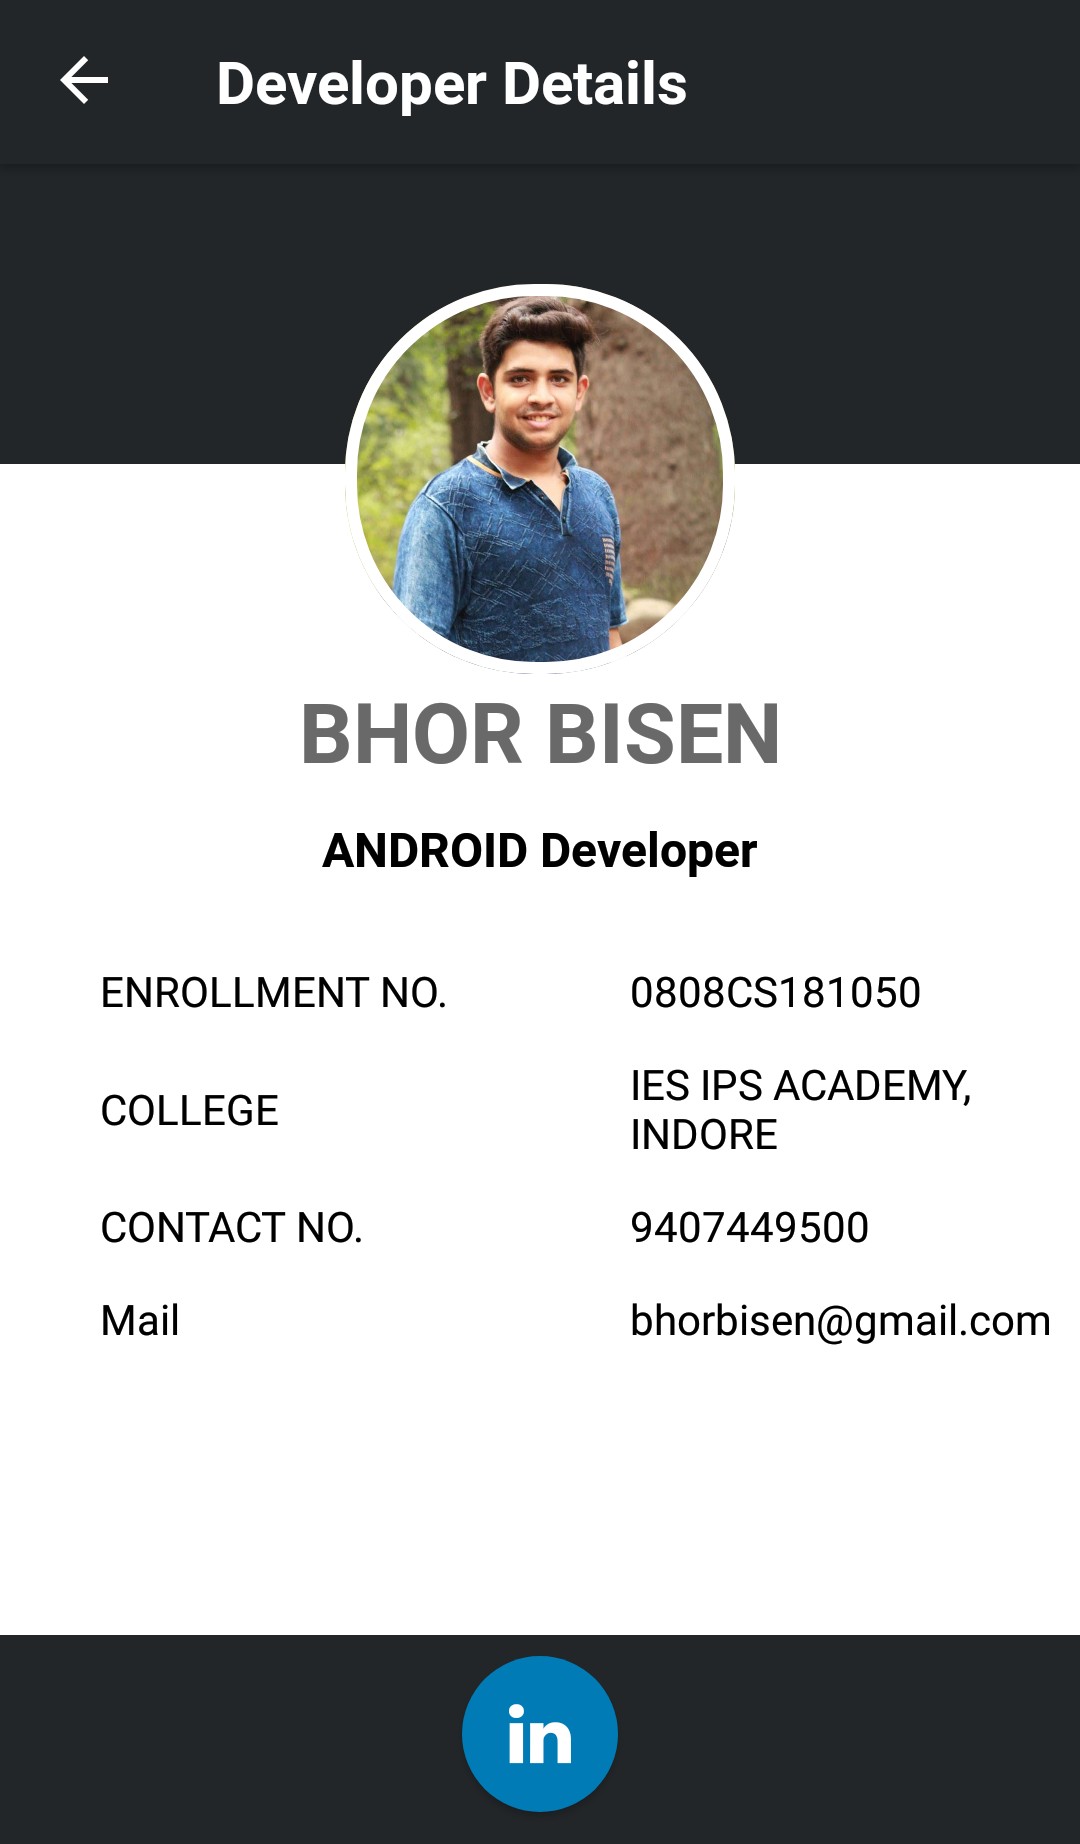 Developer Details
BHOR BISEN
ANDROID Developer
ENROLLMENT NO. 0808CS181050
COLLEGE IES IPS ACADEMY,
INDORE
CONTACT NO. 9407449500
Mail bhorbisen@gmail.com
in